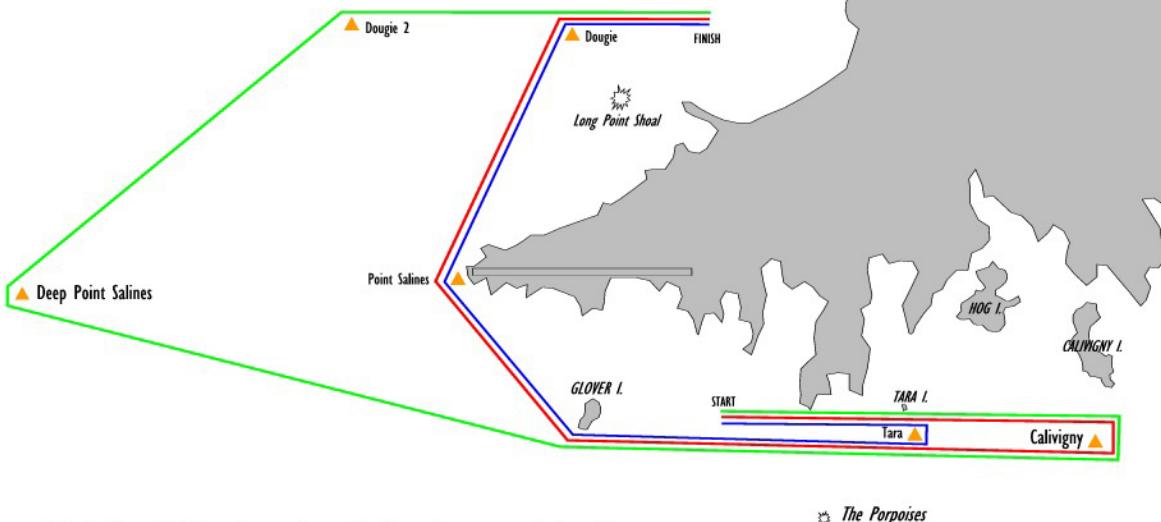 Dougie 2
Dougie
FINISH
Long Point Shoal
Point Salines
Deep Point Salines
HOG I.
CALIVIGNY I.
GLOVER I.
START
TARA I.
Tara
Calivigny
The Porpoises